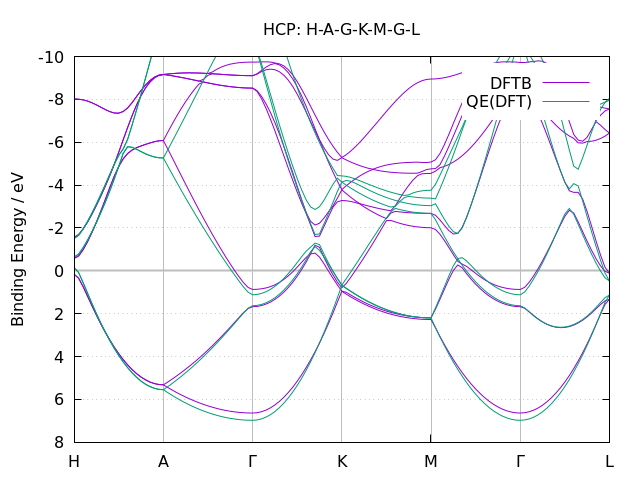 HCP: H-A-G-K-M-G-L
DFTB
QE(DFT)
Binding Energy / eV
-10
-8
-6
-4
-2
0
2
4
6
8
H A Γ K M Γ L